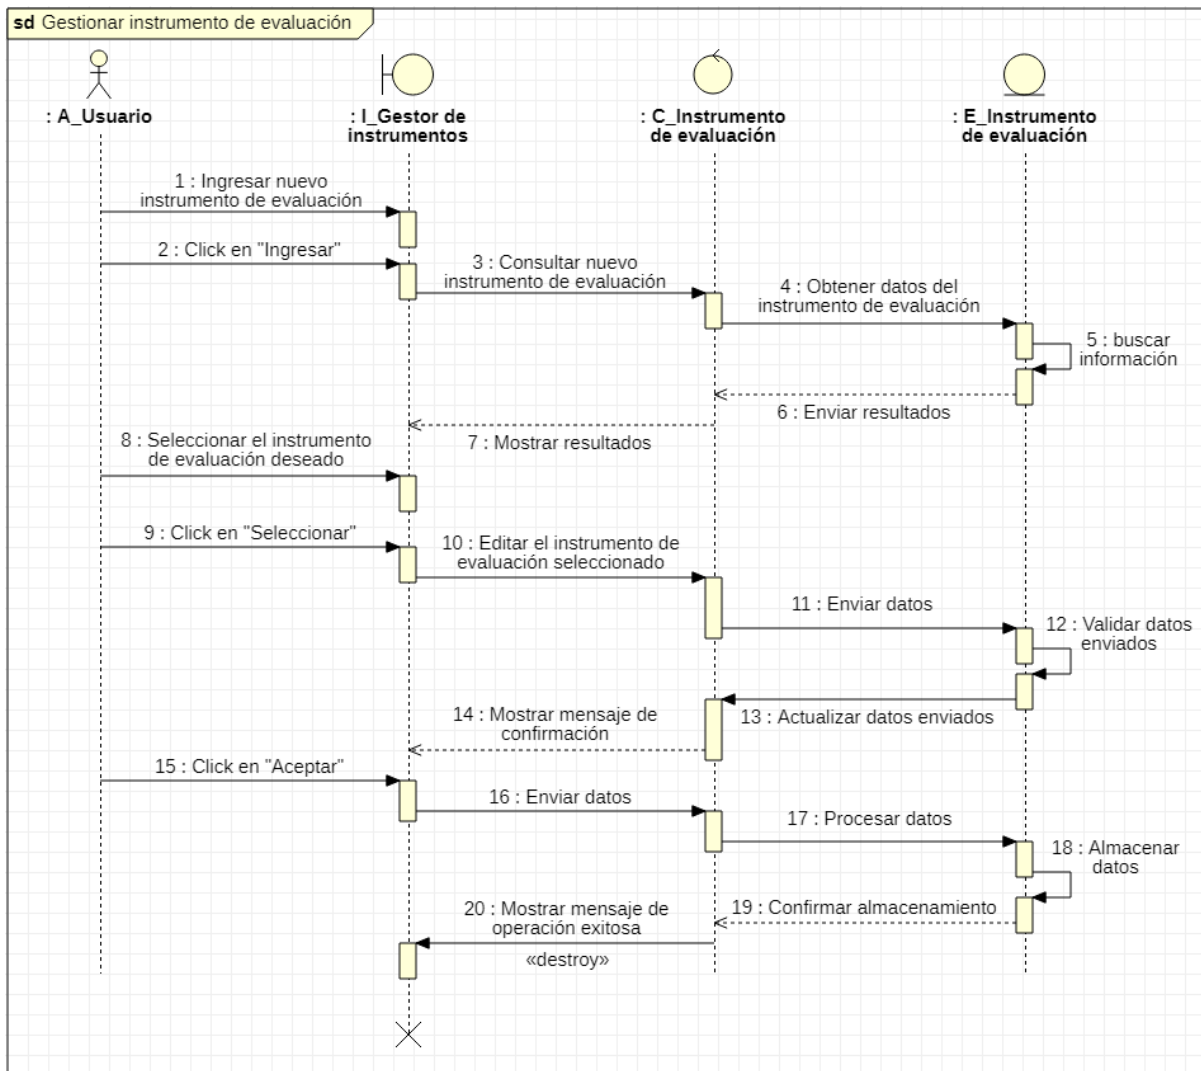 sd Gestionar instrumento de evaluación
: A_Usuario
: I_Gestor de
instrumentos
: C_Instrumento
de evaluación
: E_Instrumento
de evaluación
1 : Ingresar nuevo
instrumento de evaluación
2 : Click en "Ingresar"
3 : Consultar nuevo
instrumento de evaluación
4 : Obtener datos del
instrumento de evaluación
5 : buscar
información
6 : Enviar resultados
7 : Mostrar resultados
8 : Seleccionar el instrumento
de evaluación deseado
9 : Click en "Seleccionar"
10 : Editar el instrumento de
evaluación seleccionado
11 : Enviar datos
12 : Validar datos
enviados
13 : Actualizar datos enviados
14 : Mostrar mensaje de
confirmación
15 : Click en "Aceptar"
16 : Enviar datos
17 : Procesar datos
18 : Almacenar
datos
19 : Confirmar almacenamiento
20 : Mostrar mensaje de
operación exitosa
«destroy»